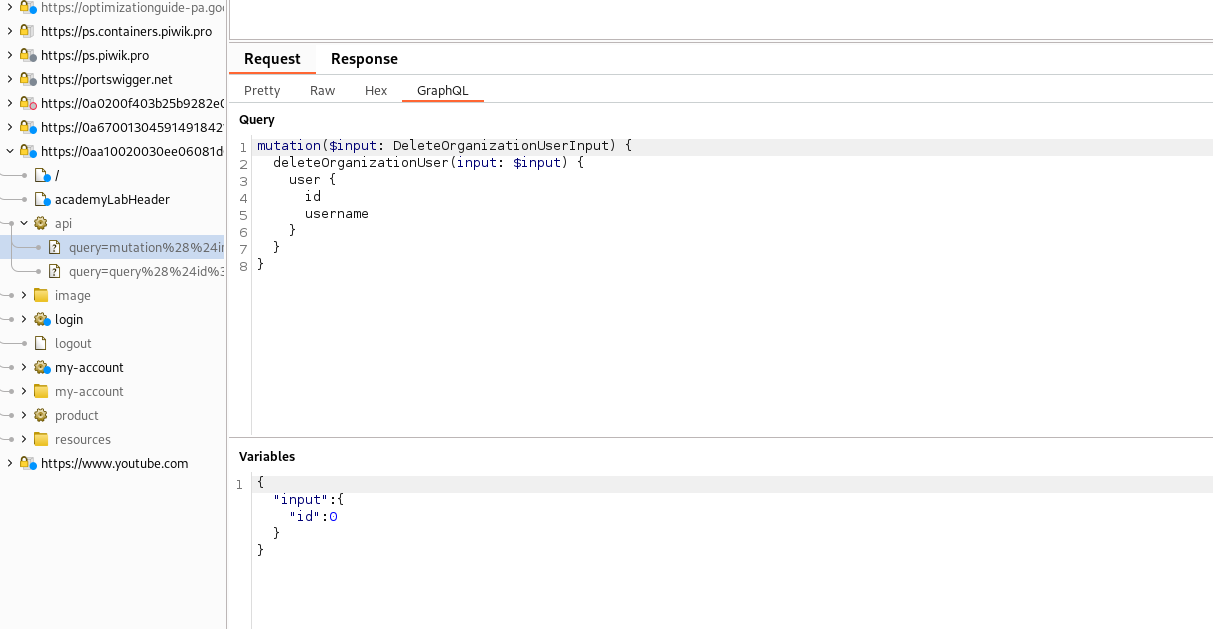 https://optimizationguide-pa.goo
https://ps.containers.piwik.pro
https://ps.piwik.pro
https://portswigger.net
https://0a0200f403b25b9282e0
https://0a67001304591491842
https://0aa10020030ee06081d
/
academyLabHeader
api
query=mutation%28%24in
query=query%28%24id%3
image
login
logout
my-account
my-account
product
resources
https://www.youtube.com
Request Response
Pretty Raw Hex GraphQL
Query
1 mutation($input: DeleteOrganizationUserInput) {
2 deleteOrganizationUser(input: $input) {
3 user {
4 id
5 username
6 }
7 }
8 }
Variables
1 {
"input":{
"id":0
}
}